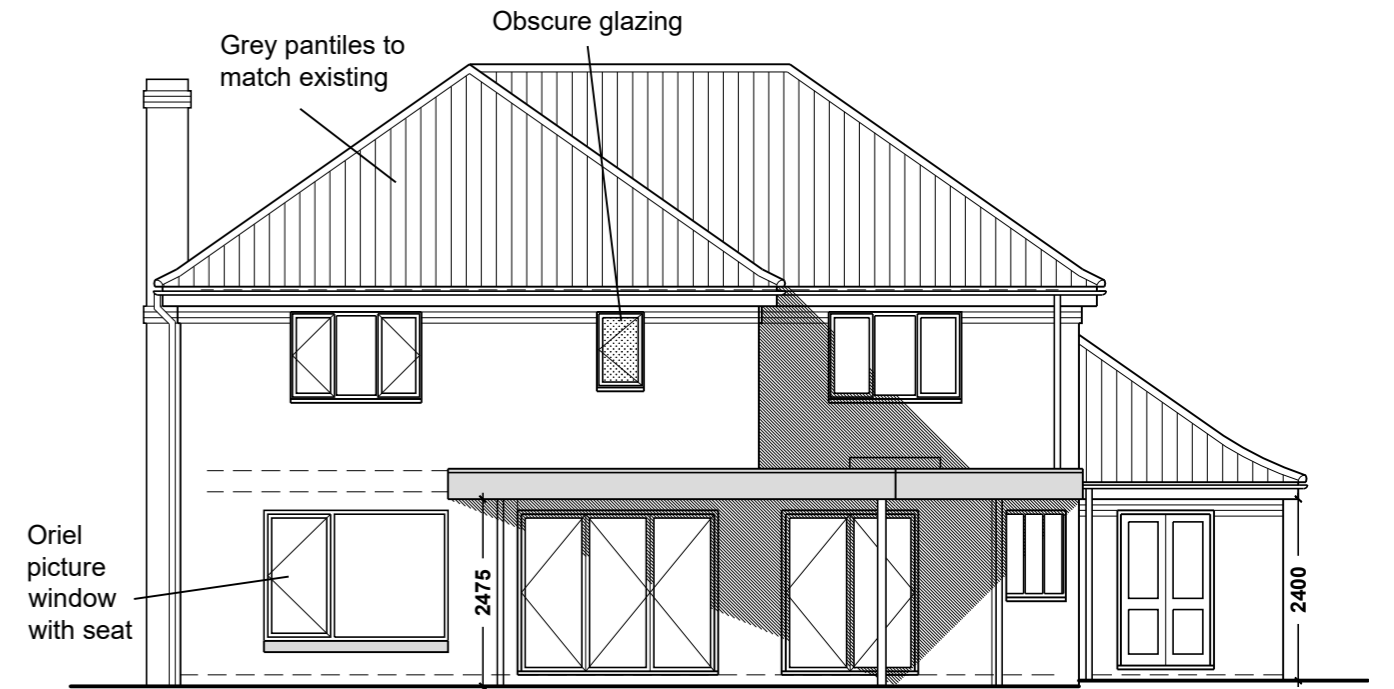 Obscure glazing
Grey pantiles to
match existing
Oriel
picture
window
with seat
2475
2400